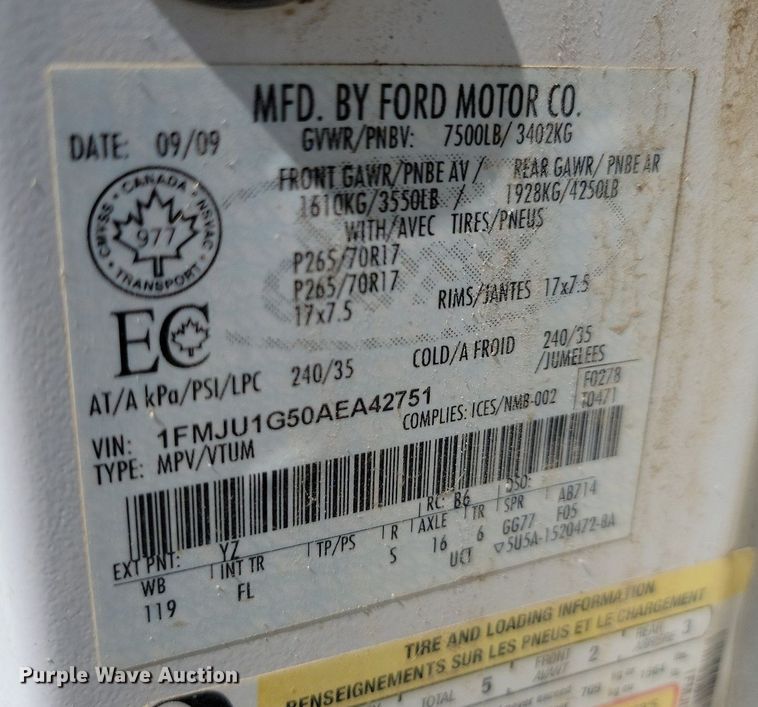 MFD. BY FORD MOTOR CO.
DATE: 09/09
GVWR/PNBV: 7500LB/ 3402KG
FRONT GAWR/PNBE AV / REAR GAWR/ PNBE AR
1610KG/3550LB / 1928KG/4250LB
WITH/AVEC TIRES/PNEUS
P265/70R17
P265/70R17
17x7.5 RIMS/JANTES 17x7.5
CANADA
NSVAC
CMVSS
977
TRANSPORT
EC
AT/A kPa/PSI/LPC 240/35 COLD/A FROID 240/35
/JUMELEES
VIN: 1FMJU1G50AEA42751 COMPLIES: ICES/NMB-002 F0278
T0471
TYPE: MPV/VTUM
RC: B6 DSO:
EXT PNT: YZ
WB INT TR TP/PS R AXLE TR SPR AB714
119 FL S 16 6 GG77 F05
UCT ▽5U5A-1520472-BA
TIRE AND LOADING INFORMATION
RENSEIGNEMENTS SUR LES PNEUS ET LE CHARGEMENT
TOTAL 5 FRONT AVANT 2 REAR 3
Purple Wave Auction